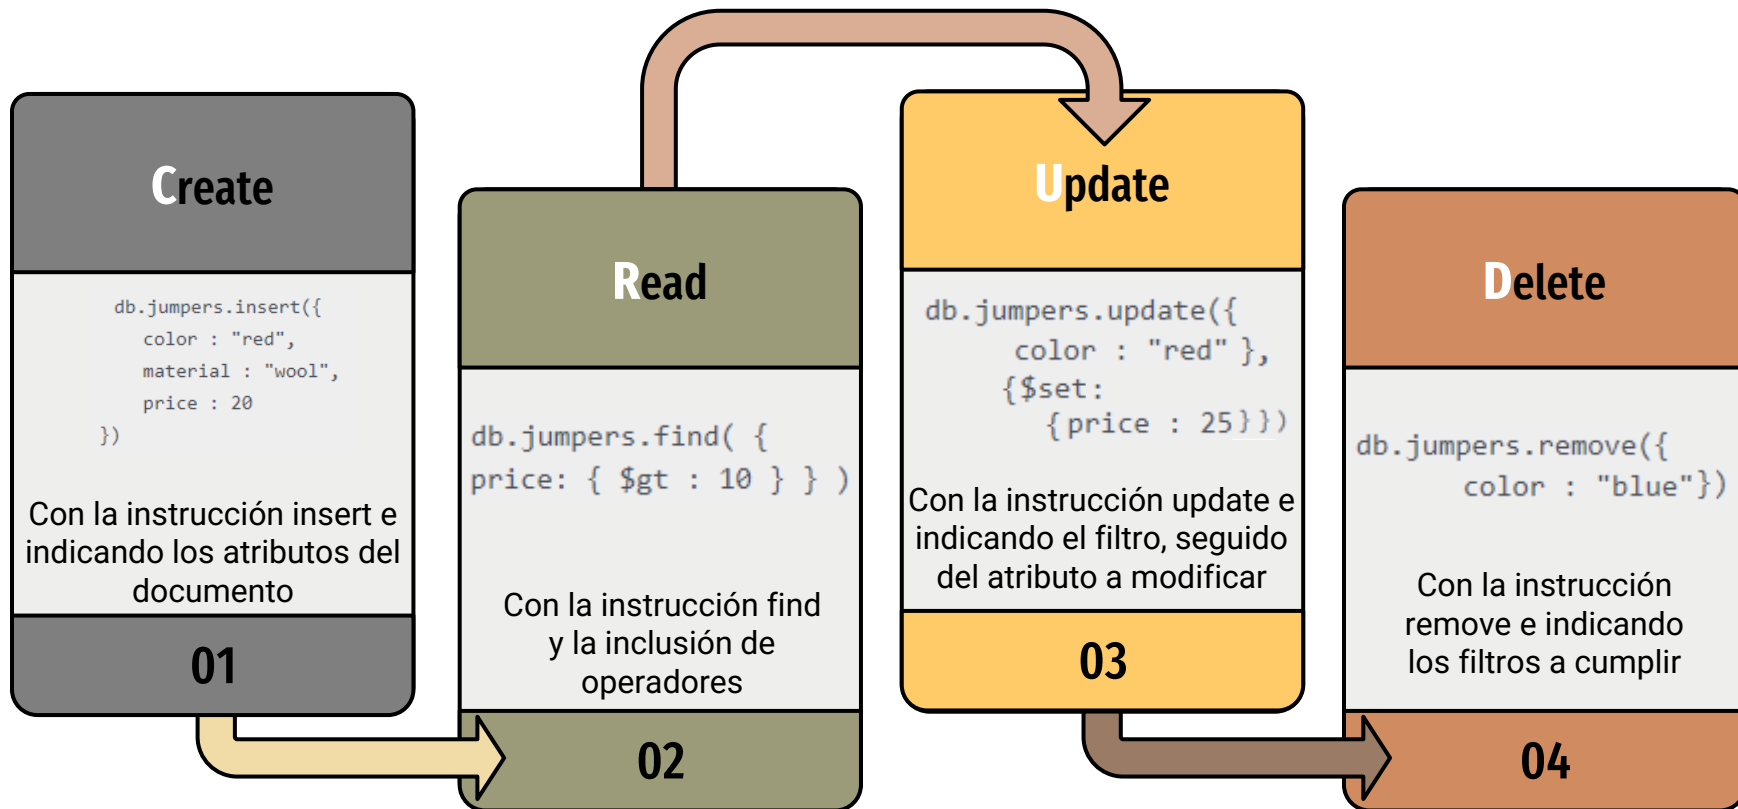 Create
db.jumpers.insert({
color : "red",
material : "wool",
price : 20
})
Con la instrucción insert e
indicando los atributos del
documento
01
Read
db.jumpers.find( {
price: { $gt : 10 } } )
Con la instrucción find
y la inclusión de
operadores
02
Update
db.jumpers.update({
color : "red" },
{$set:
{price : 25}})
Con la instrucción update e
indicando el filtro, seguido
del atributo a modificar
03
Delete
db.jumpers.remove({
color : "blue"})
Con la instrucción
remove e indicando
los filtros a cumplir
04